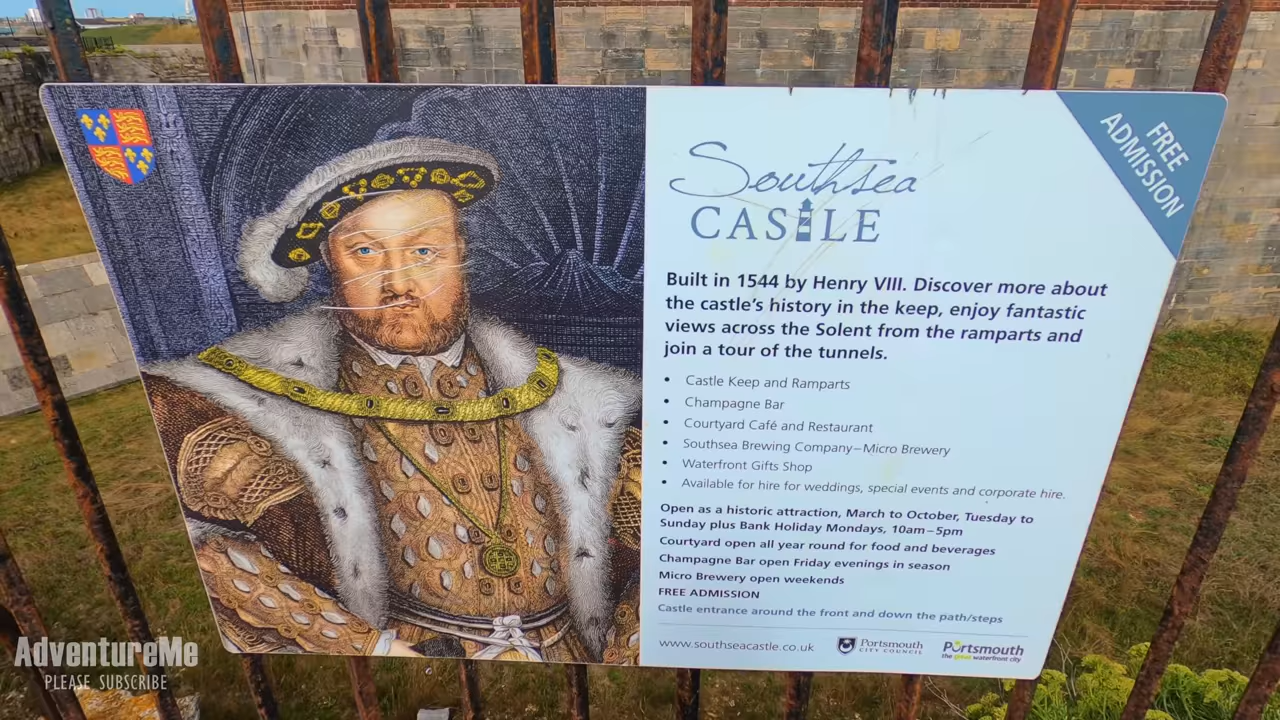 FREE
ADMISSION
Southsea
CASTLE
Built in 1544 by Henry VIII. Discover more about
the castle's history in the keep, enjoy fantastic
views across the Solent from the ramparts and
join a tour of the tunnels.
• Castle Keep and Ramparts
• Champagne Bar
• Courtyard Café and Restaurant
• Southsea Brewing Company – Micro Brewery
• Waterfront Gifts Shop
• Available for hire for weddings, special events and corporate hire.
Open as a historic attraction, March to October, Tuesday to
Sunday plus Bank Holiday Mondays, 10am – 5pm
Courtyard open all year round for food and beverages
Champagne Bar open Friday evenings in season
Micro Brewery open weekends
FREE ADMISSION
Castle entrance around the front and down the path/steps
www.southseacastle.co.uk
Portsmouth
CITY COUNCIL
Portsmouth
the great waterfront city
AdventureMe
PLEASE SUBSCRIBE